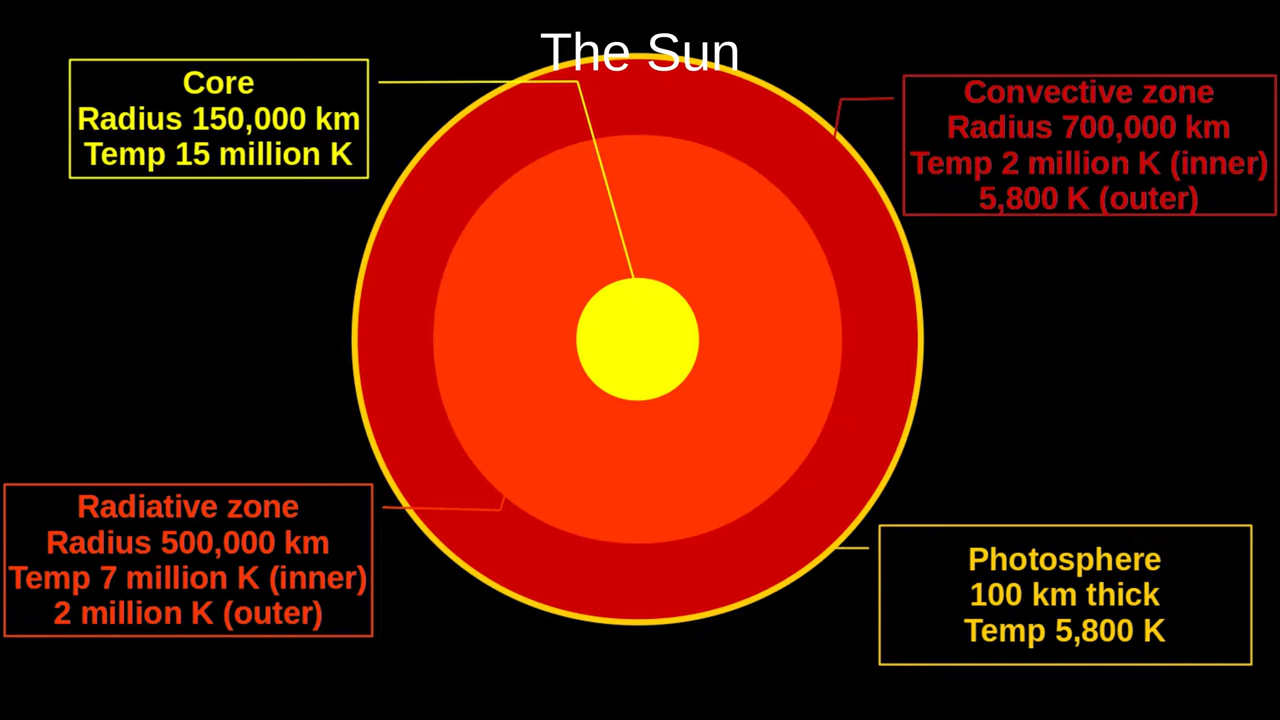 The Sun
Core
Radius 150,000 km
Temp 15 million K
Convective zone
Radius 700,000 km
Temp 2 million K (inner)
5,800 K (outer)
Radiative zone
Radius 500,000 km
Temp 7 million K (inner)
2 million K (outer)
Photosphere
100 km thick
Temp 5,800 K